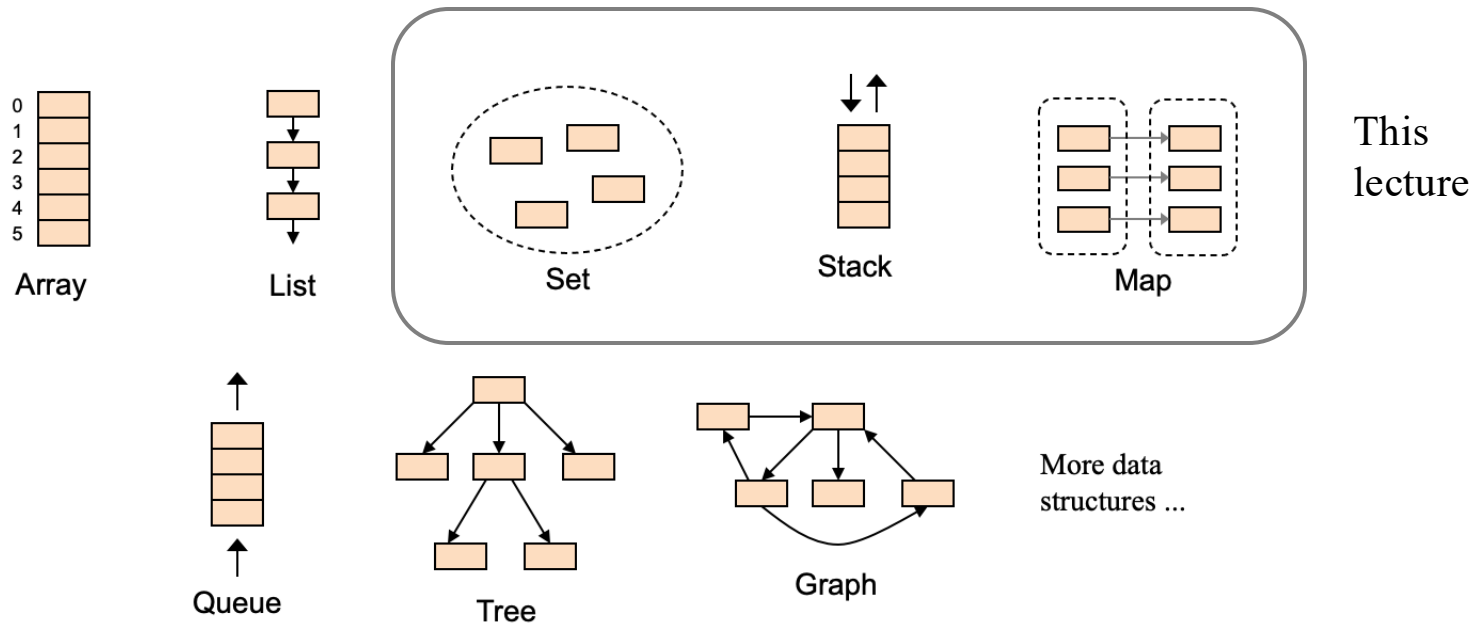 0
1
2
3
4
5
Array
List
Set
Stack
Map
This
lecture
Queue
Tree
Graph
More data
structures ...